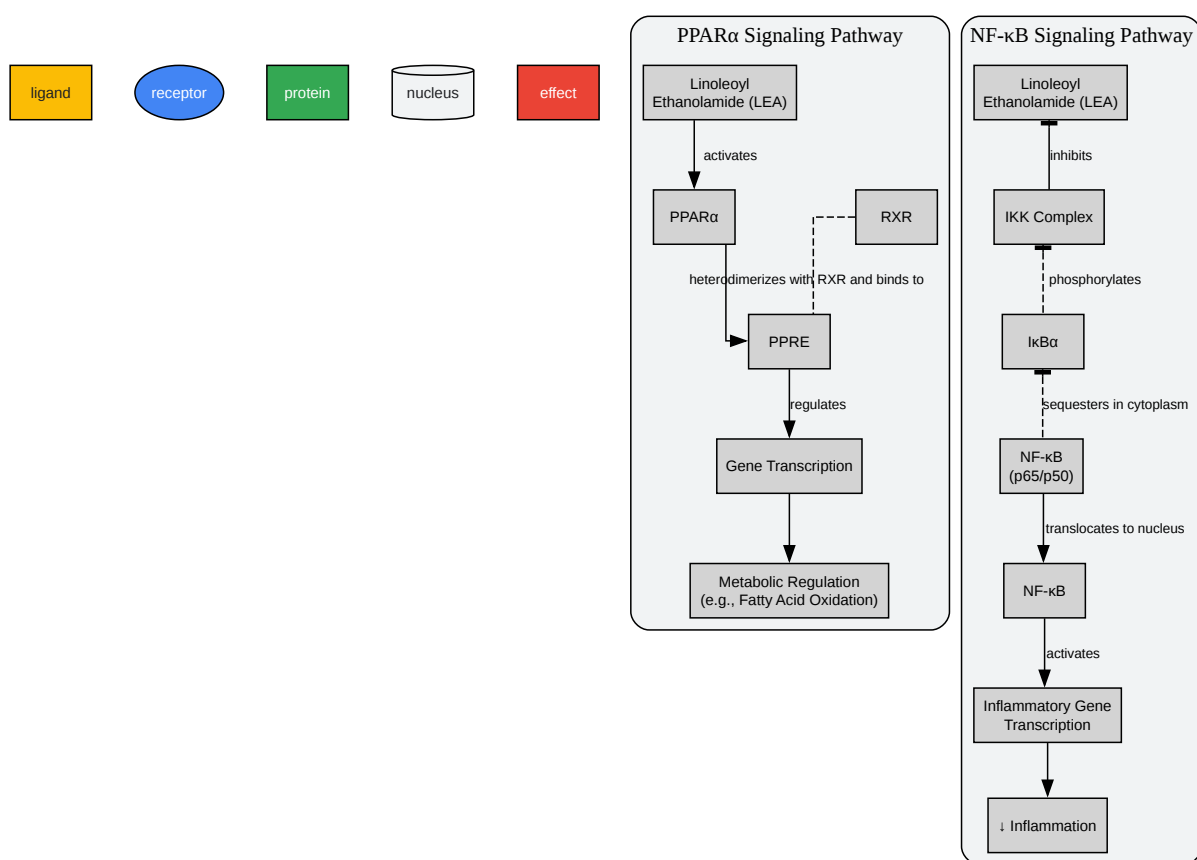 ligand
receptor
protein
nucleus
effect
PPARα Signaling Pathway
Linoleoyl
Ethanolamide (LEA)
activates
PPARα
RXR
heterodimerizes with RXR and binds to
PPRE
regulates
Gene Transcription
Metabolic Regulation
(e.g., Fatty Acid Oxidation)
NF-κB Signaling Pathway
Linoleoyl
Ethanolamide (LEA)
inhibits
IKK Complex
phosphorylates
IκBα
sequesters in cytoplasm
NF-κB
(p65/p50)
translocates to nucleus
NF-κB
activates
Inflammatory Gene
Transcription
↓ Inflammation